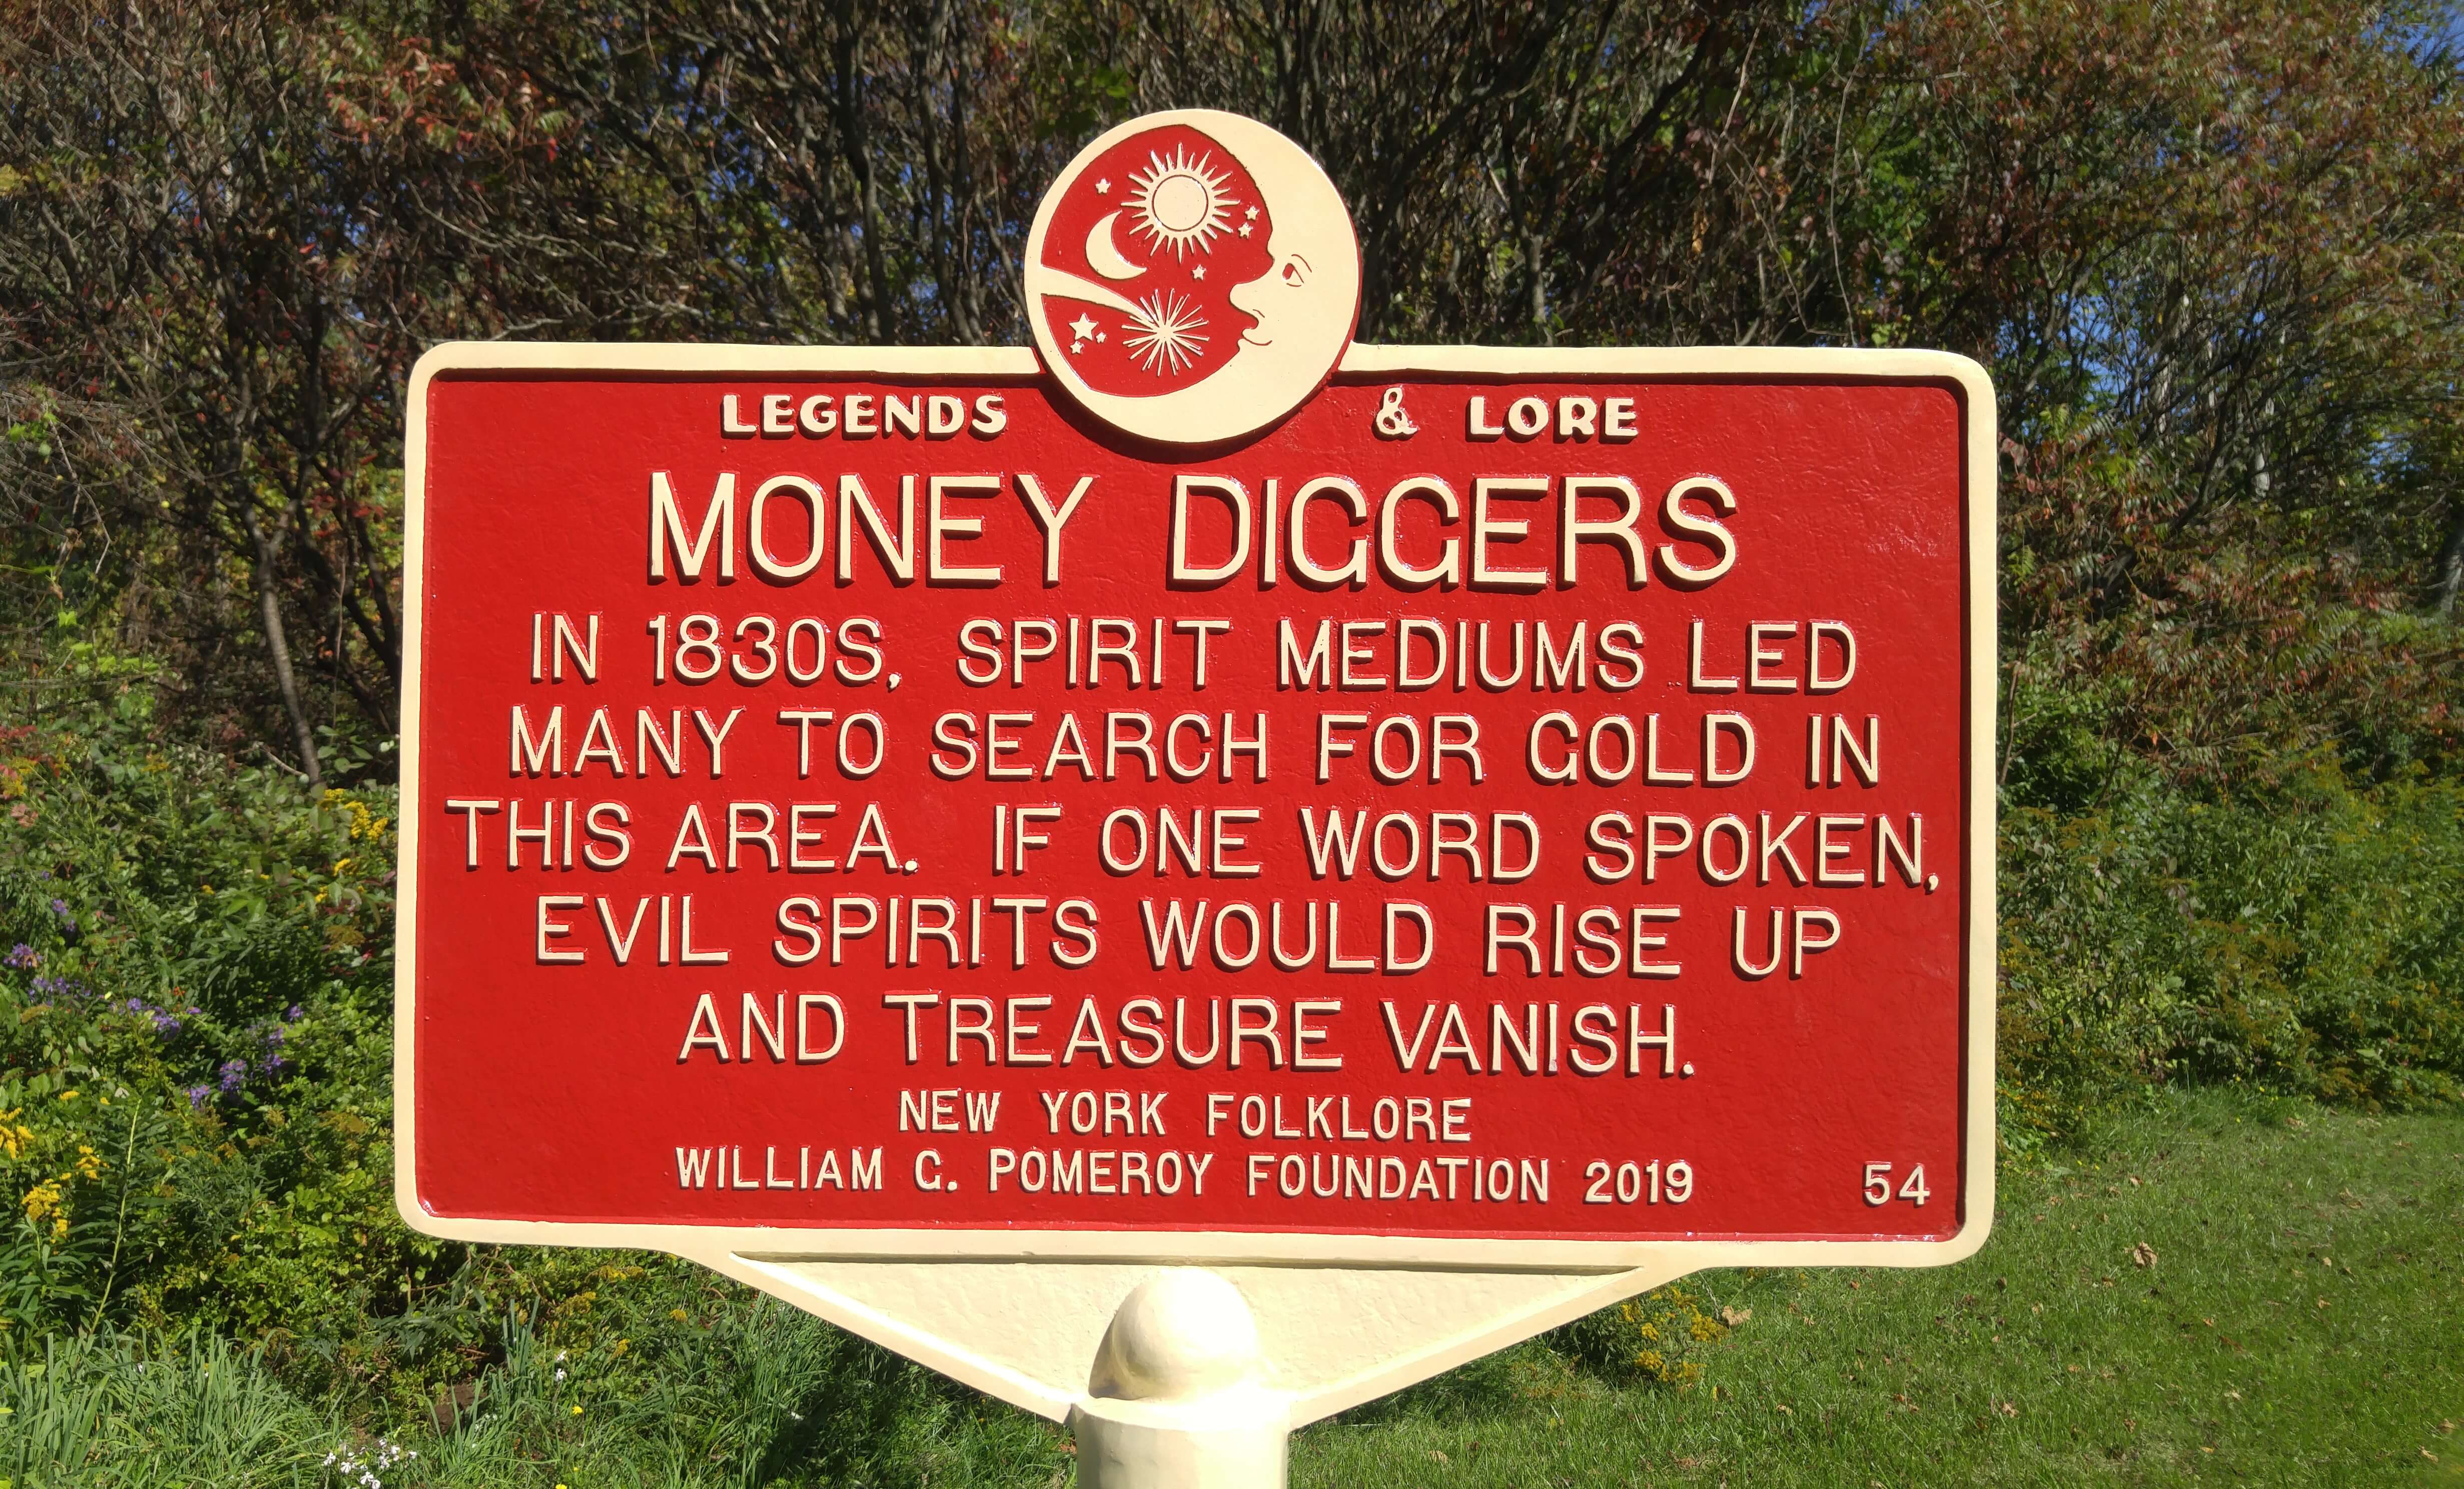 LEGENDS & LORE
MONEY DIGGERS
IN 1830S, SPIRIT MEDIUMS LED
MANY TO SEARCH FOR GOLD IN
THIS AREA. IF ONE WORD SPOKEN,
EVIL SPIRITS WOULD RISE UP
AND TREASURE VANISH.
NEW YORK FOLKLORE
WILLIAM G. POMEROY FOUNDATION 2019 54